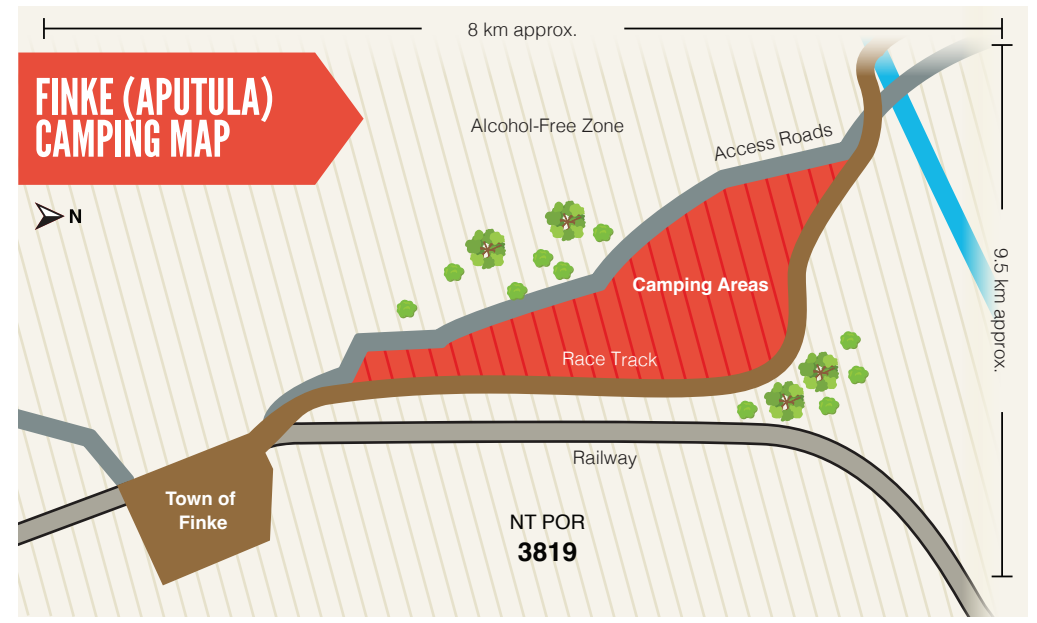 8 km approx.
FINKE (APUTULA)
CAMPING MAP
Alcohol-Free Zone
Access Roads
N
9.5 km approx.
Camping Areas
Race Track
Railway
Town of
Finke
NT POR
3819